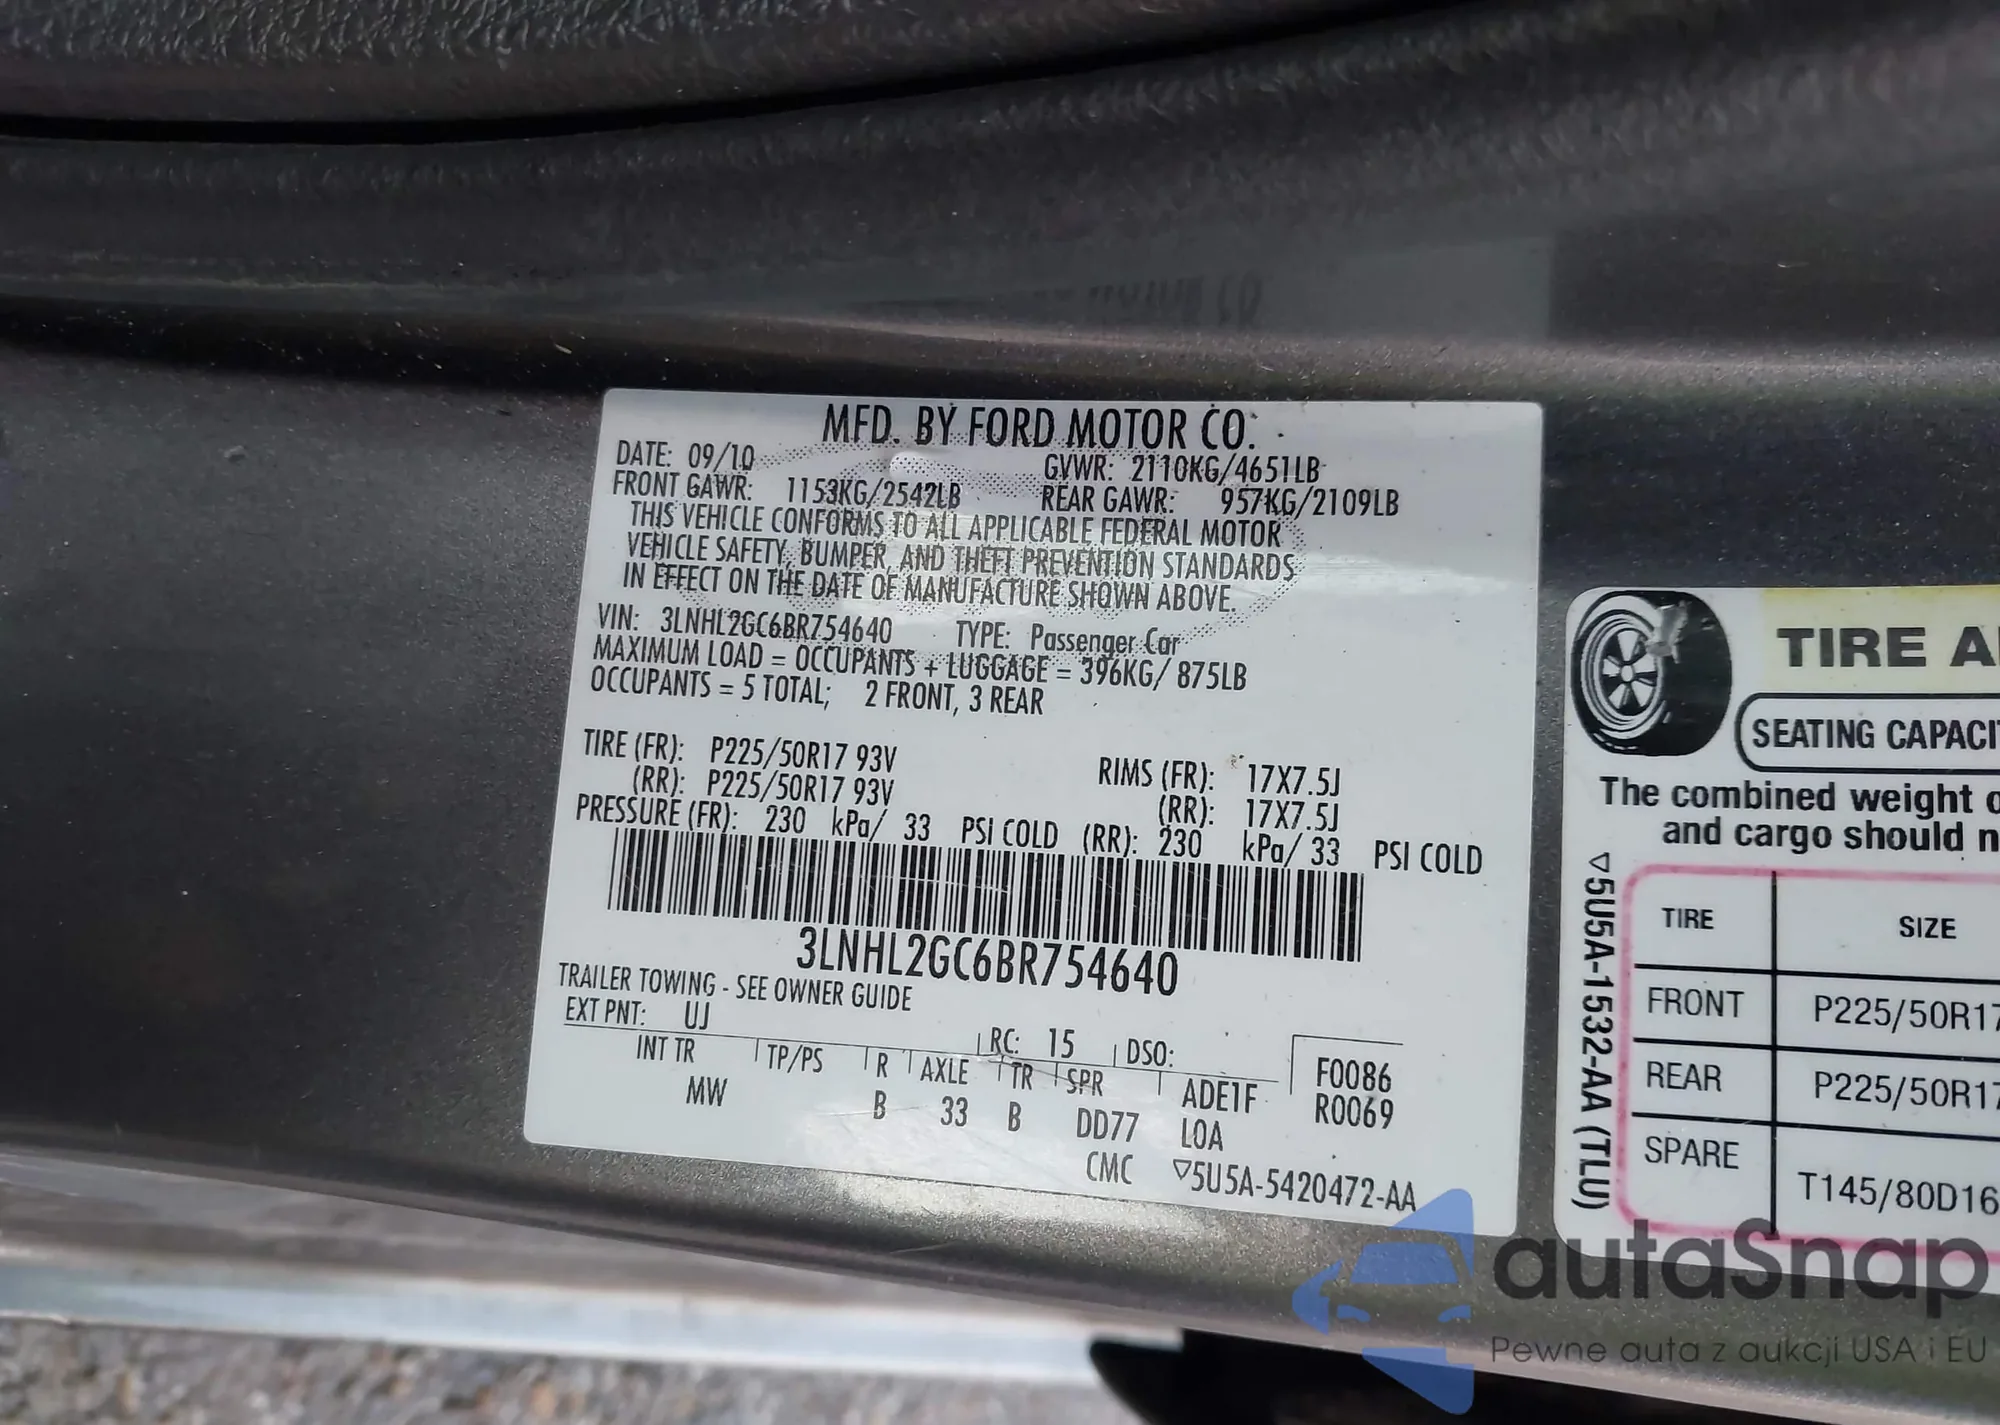 MFD. BY FORD MOTOR CO.
DATE: 09/10 GVWR: 2110KG/4651LB
FRONT GAWR: 1153KG/2542LB REAR GAWR: 957KG/2109LB
THIS VEHICLE CONFORMS TO ALL APPLICABLE FEDERAL MOTOR
VEHICLE SAFETY, BUMPER, AND THEFT PREVENTION STANDARDS
IN EFFECT ON THE DATE OF MANUFACTURE SHOWN ABOVE.
VIN: 3LNHL2GC6BR754640 TYPE: Passenger Car
MAXIMUM LOAD = OCCUPANTS + LUGGAGE = 396KG/ 875LB
OCCUPANTS = 5 TOTAL; 2 FRONT, 3 REAR
TIRE (FR): P225/50R17 93V RIMS (FR): 17X7.5J
(RR): P225/50R17 93V (RR): 17X7.5J
PRESSURE (FR): 230 kPa/ 33 PSI COLD (RR): 230 kPa/ 33 PSI COLD
3LNHL2GC6BR754640
TRAILER TOWING - SEE OWNER GUIDE
EXT PNT: UJ RC: 15 DSO: F0086
INT TR TP/PS R AXLE TR SPR ADE1F R0069
MW B 33 B DD77 LOA
CMC ▽5U5A-5420472-AA
TIRE A
SEATING CAPACI
The combined weight o
and cargo should n
▽5U5A-1532-AA (TLU)
TIRE SIZE
FRONT P225/50R17
REAR P225/50R17
SPARE T145/80D16
autaSnap
Pewne auta z aukcji USA i EU